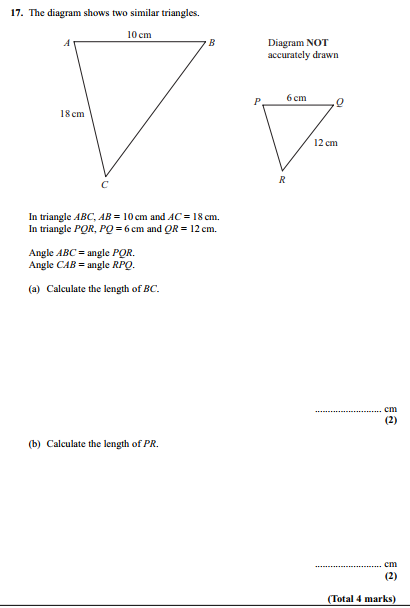 17. The diagram shows two similar triangles.
10 cm
A
B
Diagram NOT
accurately drawn
6 cm
P
Q
18 cm
12 cm
C
R
In triangle ABC, AB = 10 cm and AC = 18 cm.
In triangle PQR, PQ = 6 cm and QR = 12 cm.
Angle ABC = angle PQR.
Angle CAB = angle RPQ.
(a) Calculate the length of BC.
............................ cm
(2)
(b) Calculate the length of PR.
............................ cm
(2)
(Total 4 marks)